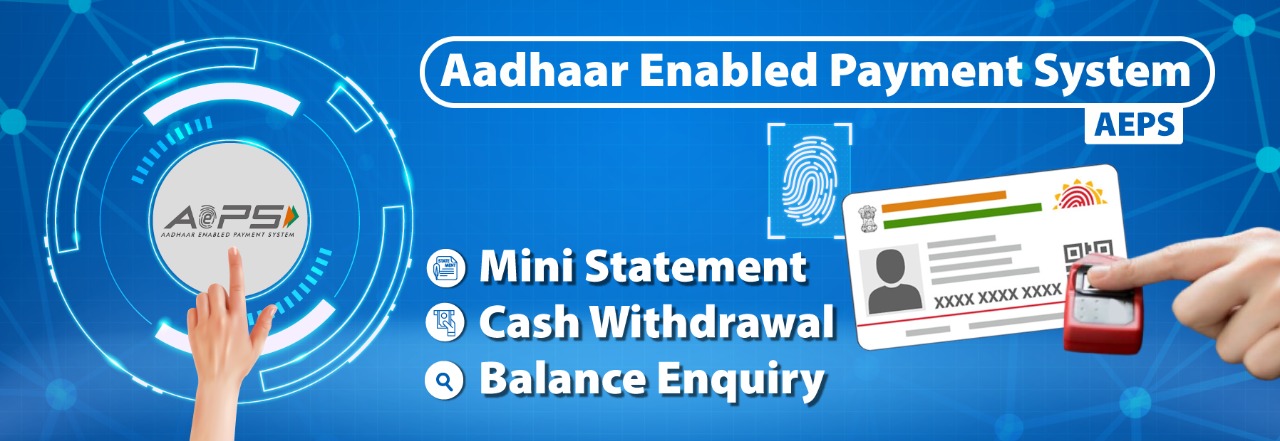 Aadhaar Enabled Payment System
AEPS
AePS
AADHAAR ENABLED PAYMENT SYSTEM
Mini Statement
Cash Withdrawal
Balance Enquiry
XXXX XXXX XXXX